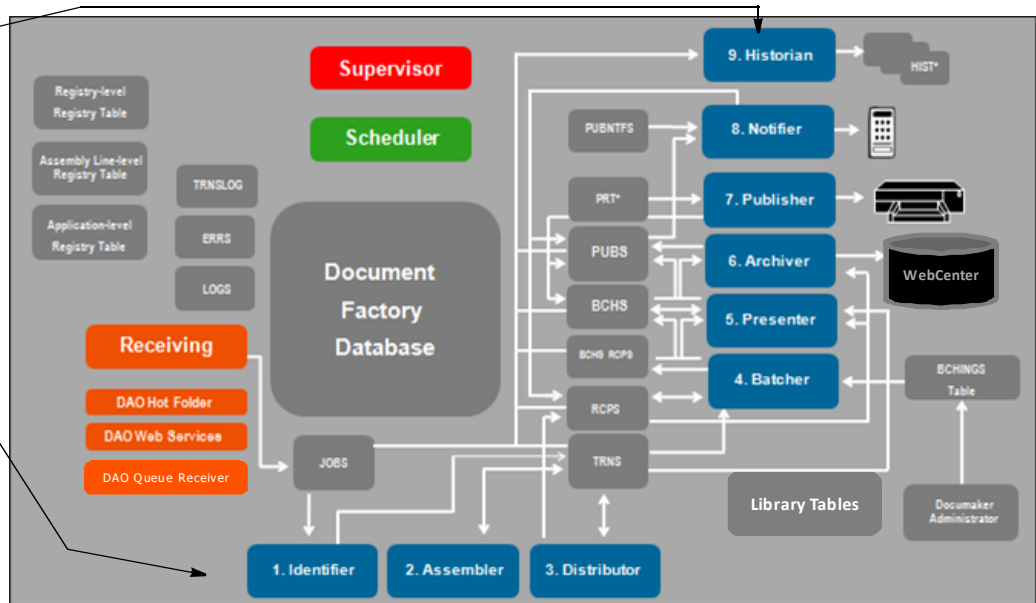 Supervisor
Scheduler
Registry-level
Registry Table
Assembly Line-level
Registry Table
Application-level
Registry Table
TRNSLOG
ERRS
LOGS
Document
Factory
Database
Receiving
DAO Hot Folder
DAO Web Services
DAO Queue Receiver
JOBS
1. Identifier
2. Assembler
3. Distributor
PUBNTFS
PRT*
PUBS
BCHS
BCHS RCPS
RCPS
TRNS
9. Historian
8. Notifier
7. Publisher
6. Archiver
5. Presenter
4. Batcher
HIST*
WebCenter
BCHINGS
Table
Library Tables
Documaker
Administrator